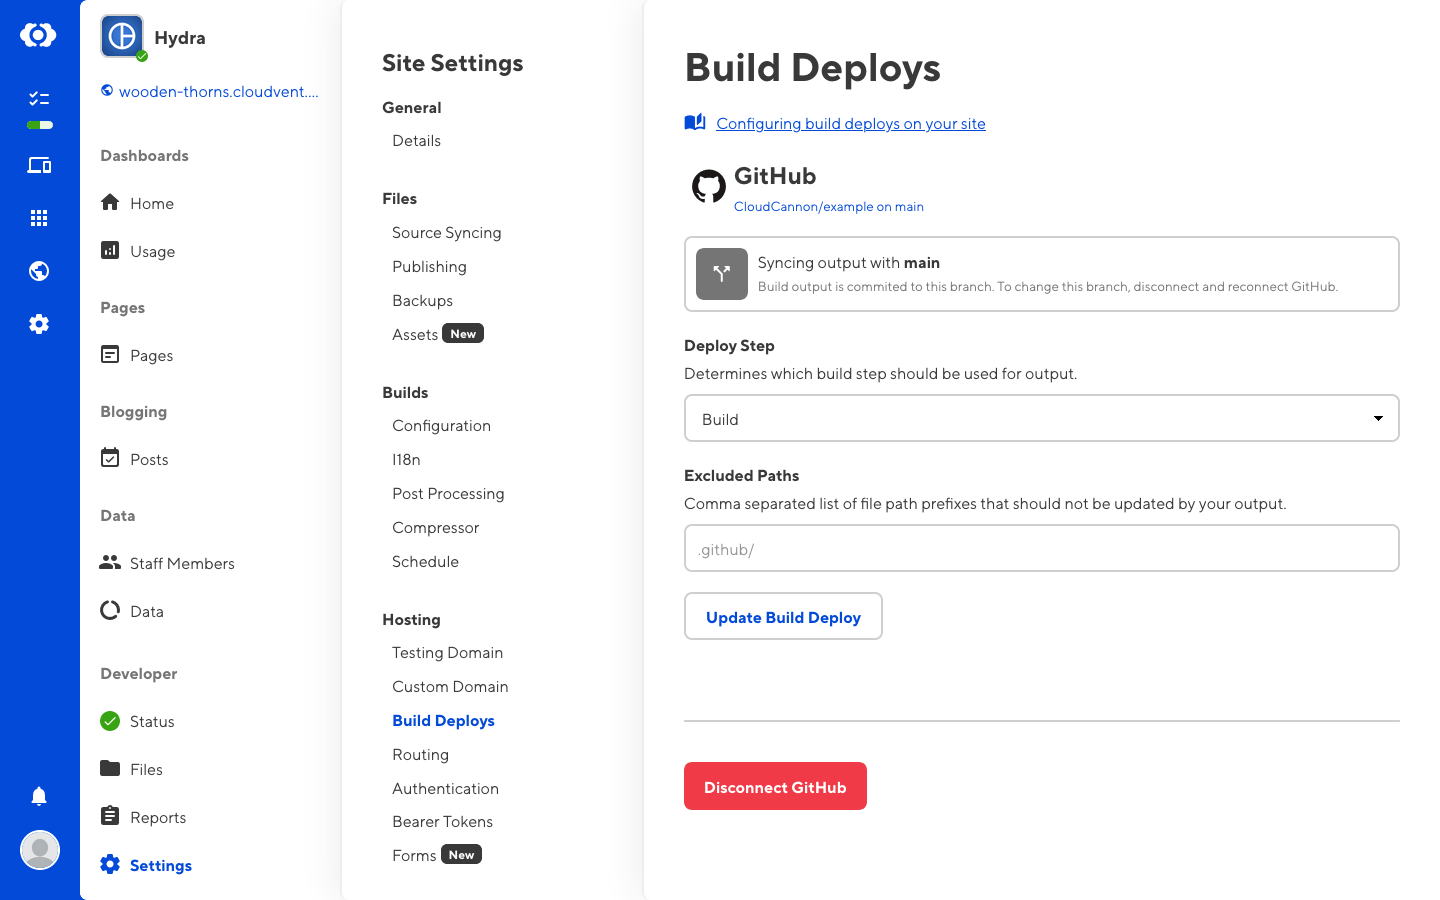 Hydra
wooden-thorns.cloudvent....
Dashboards
Home
Usage
Pages
Pages
Blogging
Posts
Data
Staff Members
Data
Developer
Status
Files
Reports
Settings
Site Settings
General
Details
Files
Source Syncing
Publishing
Backups
Assets New
Builds
Configuration
I18n
Post Processing
Compressor
Schedule
Hosting
Testing Domain
Custom Domain
Build Deploys
Routing
Authentication
Bearer Tokens
Forms New
Build Deploys
Configuring build deploys on your site
GitHub
CloudCannon/example on main
Syncing output with main
Build output is commited to this branch. To change this branch, disconnect and reconnect GitHub.
Deploy Step
Determines which build step should be used for output.
Build
Excluded Paths
Comma separated list of file path prefixes that should not be updated by your output.
.github/
Update Build Deploy
Disconnect GitHub